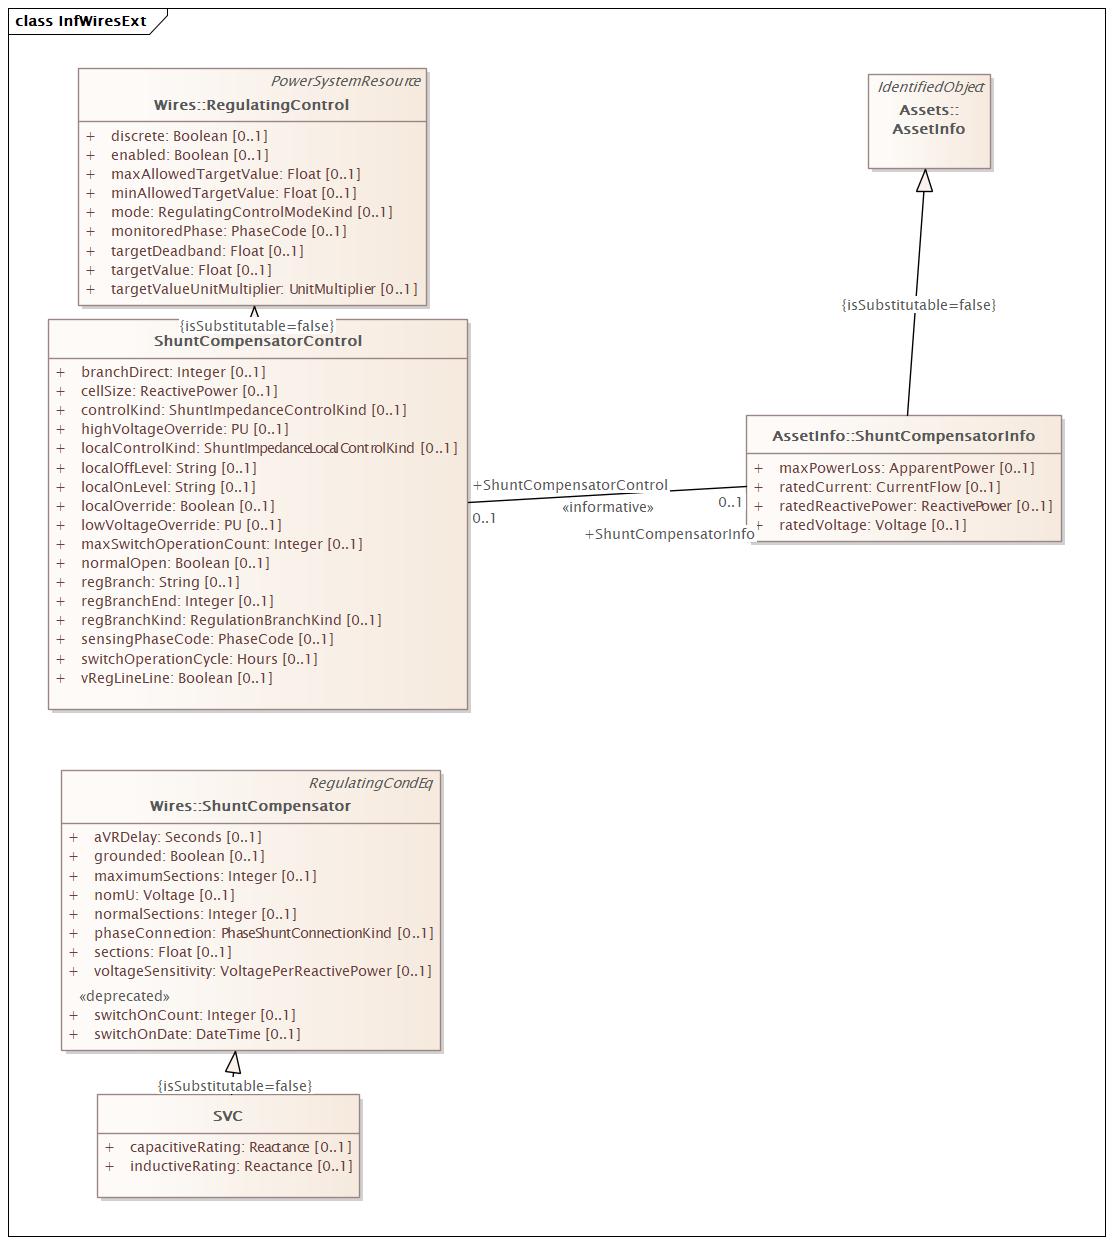 class InfWiresExt
PowerSystemResource
Wires::RegulatingControl
+ discrete: Boolean [0..1]
+ enabled: Boolean [0..1]
+ maxAllowedTargetValue: Float [0..1]
+ minAllowedTargetValue: Float [0..1]
+ mode: RegulatingControlModeKind [0..1]
+ monitoredPhase: PhaseCode [0..1]
+ targetDeadband: Float [0..1]
+ targetValue: Float [0..1]
+ targetValueUnitMultiplier: UnitMultiplier [0..1]
IdentifiedObject
Assets::
AssetInfo
{isSubstitutable=false}
{isSubstitutable=false}
ShuntCompensatorControl
+ branchDirect: Integer [0..1]
+ cellSize: ReactivePower [0..1]
+ controlKind: ShuntImpedanceControlKind [0..1]
+ highVoltageOverride: PU [0..1]
+ localControlKind: ShuntImpedanceLocalControlKind [0..1]
+ localOffLevel: String [0..1]
+ localOnLevel: String [0..1]
+ localOverride: Boolean [0..1]
+ lowVoltageOverride: PU [0..1]
+ maxSwitchOperationCount: Integer [0..1]
+ normalOpen: Boolean [0..1]
+ regBranch: String [0..1]
+ regBranchEnd: Integer [0..1]
+ regBranchKind: RegulationBranchKind [0..1]
+ sensingPhaseCode: PhaseCode [0..1]
+ switchOperationCycle: Hours [0..1]
+ vRegLineLine: Boolean [0..1]
+ShuntCompensatorControl
0..1
«informative»
0..1
+ShuntCompensatorInfo
AssetInfo::ShuntCompensatorInfo
+ maxPowerLoss: ApparentPower [0..1]
+ ratedCurrent: CurrentFlow [0..1]
+ ratedReactivePower: ReactivePower [0..1]
+ ratedVoltage: Voltage [0..1]
RegulatingCondEq
Wires::ShuntCompensator
+ aVRDelay: Seconds [0..1]
+ grounded: Boolean [0..1]
+ maximumSections: Integer [0..1]
+ nomU: Voltage [0..1]
+ normalSections: Integer [0..1]
+ phaseConnection: PhaseShuntConnectionKind [0..1]
+ sections: Float [0..1]
+ voltageSensitivity: VoltagePerReactivePower [0..1]
«deprecated»
+ switchOnCount: Integer [0..1]
+ switchOnDate: DateTime [0..1]
{isSubstitutable=false}
SVC
+ capacitiveRating: Reactance [0..1]
+ inductiveRating: Reactance [0..1]